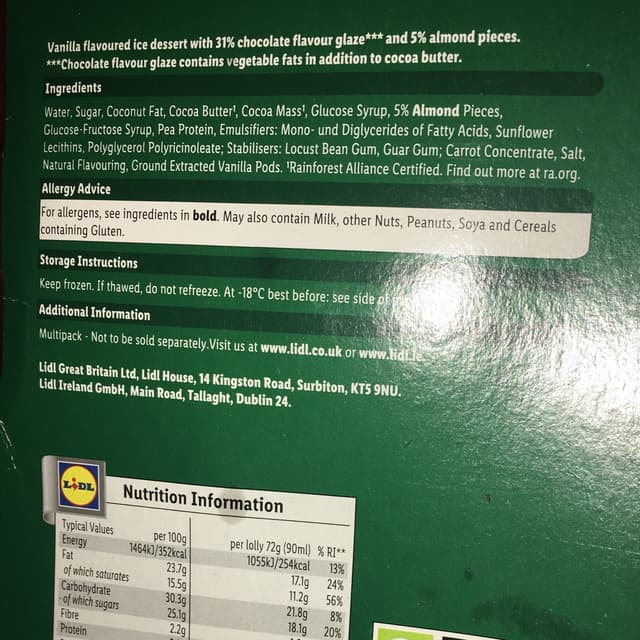 Vanilla flavoured ice dessert with 31% chocolate flavour glaze*** and 5% almond pieces.
***Chocolate flavour glaze contains vegetable fats in addition to cocoa butter.
Ingredients
Water, Sugar, Coconut Fat, Cocoa Butter¹, Cocoa Mass¹, Glucose Syrup, 5% Almond Pieces,
Glucose-Fructose Syrup, Pea Protein, Emulsifiers: Mono- und Diglycerides of Fatty Acids, Sunflower
Lecithins, Polyglycerol Polyricinoleate; Stabilisers: Locust Bean Gum, Guar Gum; Carrot Concentrate, Salt,
Natural Flavouring, Ground Extracted Vanilla Pods. ¹Rainforest Alliance Certified. Find out more at ra.org.
Allergy Advice
For allergens, see ingredients in bold. May also contain Milk, other Nuts, Peanuts, Soya and Cereals
containing Gluten.
Storage Instructions
Keep frozen. If thawed, do not refreeze. At -18°C best before: see side of
Additional Information
Multipack - Not to be sold separately. Visit us at www.lidl.co.uk or www.lidl.ie
Lidl Great Britain Ltd, Lidl House, 14 Kingston Road, Surbiton, KT5 9NU.
Lidl Ireland GmbH, Main Road, Tallaght, Dublin 24.
LIDL
Nutrition Information
Typical Values per 100g per lolly 72g (90ml) % RI**
Energy 1464kJ/352kcal 1055kJ/254kcal 13%
Fat 23.7g 17.1g 24%
of which saturates 15.5g 11.2g 56%
Carbohydrate 30.3g 21.8g 8%
- of which sugars 25.1g 18.1g 20%
Fibre 2.2g
Protein